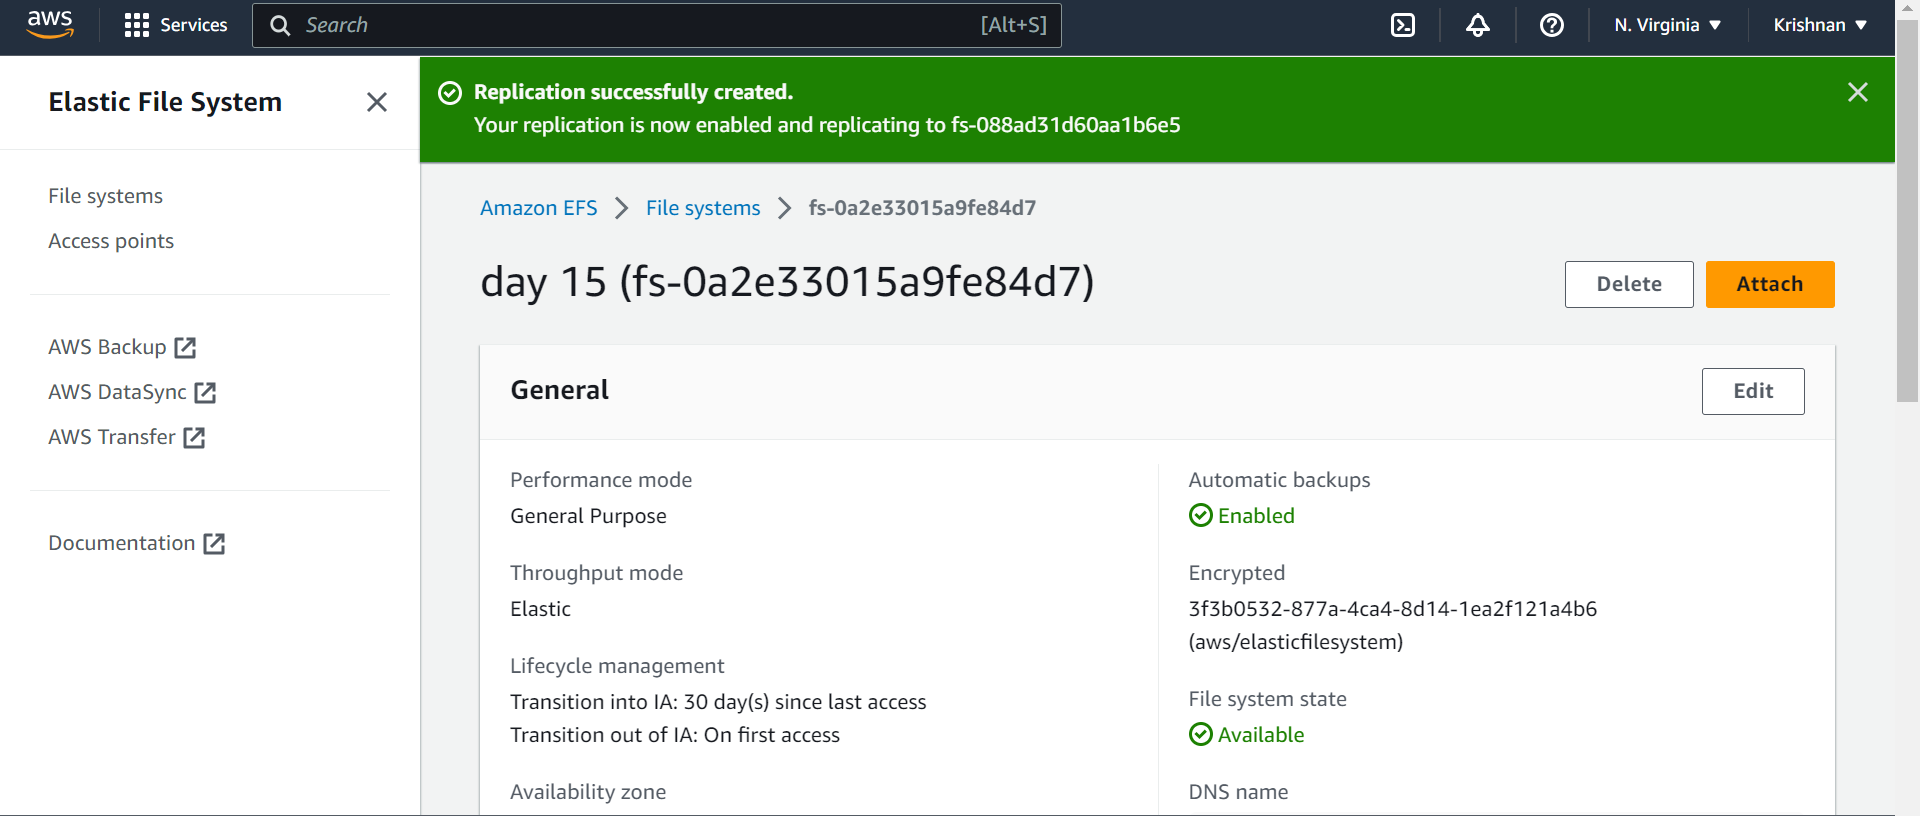 aws
Services
Search [Alt+S]
N. Virginia
Krishnan
Elastic File System
File systems
Access points
AWS Backup
AWS DataSync
AWS Transfer
Documentation
Replication successfully created.
Your replication is now enabled and replicating to fs-088ad31d60aa1b6e5
Amazon EFS
File systems
fs-0a2e33015a9fe84d7
day 15 (fs-0a2e33015a9fe84d7)
Delete
Attach
General
Edit
Performance mode
General Purpose
Throughput mode
Elastic
Lifecycle management
Transition into IA: 30 day(s) since last access
Transition out of IA: On first access
Availability zone
Automatic backups
Enabled
Encrypted
3f3b0532-877a-4ca4-8d14-1ea2f121a4b6
(aws/elasticfilesystem)
File system state
Available
DNS name